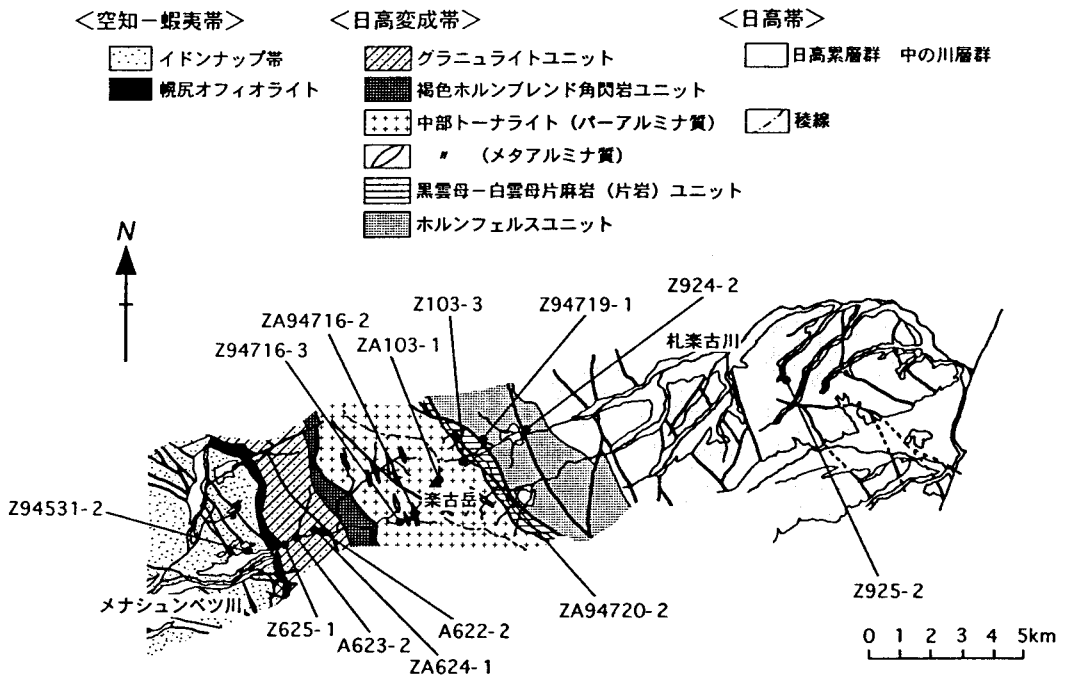 ＜空知－蝦夷帯＞
イドンナップ帯
幌尻オフィオライト
＜日高変成帯＞
グラニュライトユニット
褐色ホルンブレンド角閃岩ユニット
中部トーナライト（パーアルミナ質）
〃 （メタアルミナ質）
黒雲母－白雲母片麻岩（片岩）ユニット
ホルンフェルスユニット
＜日高帯＞
日高累層群 中の川層群
稜線
N
Z924-2
Z103-3
Z94719-1
ZA94716-2
ZA103-1
Z94716-3
札楽古川
楽古岳
Z94531-2
メナシュンベツ川
Z625-1
A623-2
A622-2
ZA624-1
ZA94720-2
Z925-2
0 1 2 3 4 5km